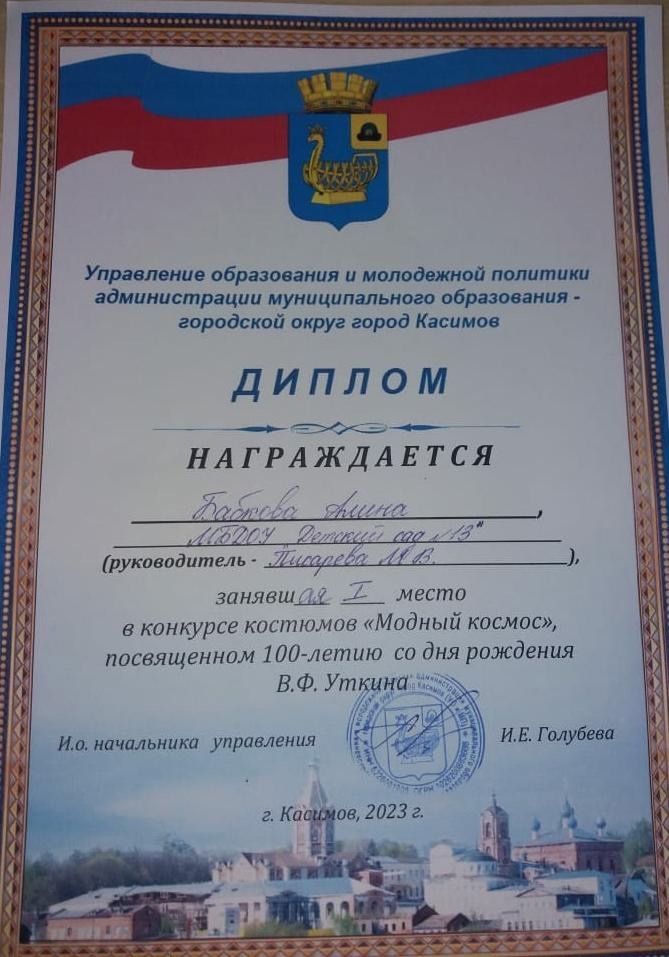 Управление образования и молодежной политики
администрации муниципального образования -
городской округ город Касимов
ДИПЛОМ
НАГРАЖДАЕТСЯ
Бабкова Алина,
МБДОУ Детский сад №13"
(руководитель - Писарева М.В.),
занявшая I место
в конкурсе костюмов «Модный космос»,
посвященном 100-летию со дня рождения
В.Ф. Уткина
И.о. начальника управления
И.Е. Голубева
г. Касимов, 2023 г.